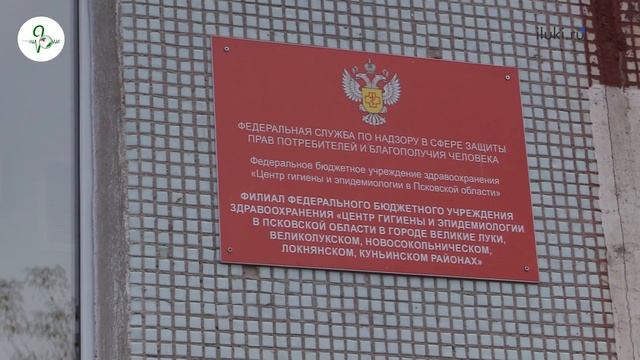 iluki.ru
ФЕДЕРАЛЬНАЯ СЛУЖБА ПО НАДЗОРУ В СФЕРЕ ЗАЩИТЫ
ПРАВ ПОТРЕБИТЕЛЕЙ И БЛАГОПОЛУЧИЯ ЧЕЛОВЕКА
Федеральное бюджетное учреждение здравоохранения
«Центр гигиены и эпидемиологии в Псковской области»
ФИЛИАЛ ФЕДЕРАЛЬНОГО БЮДЖЕТНОГО УЧРЕЖДЕНИЯ
ЗДРАВООХРАНЕНИЯ «ЦЕНТР ГИГИЕНЫ И ЭПИДЕМИОЛОГИИ
В ПСКОВСКОЙ ОБЛАСТИ В ГОРОДЕ ВЕЛИКИЕ ЛУКИ,
ВЕЛИКОЛУКСКОМ, НОВОСОКОЛЬНИЧЕСКОМ,
ЛОКНЯНСКОМ, КУНЬИНСКОМ РАЙОНАХ»